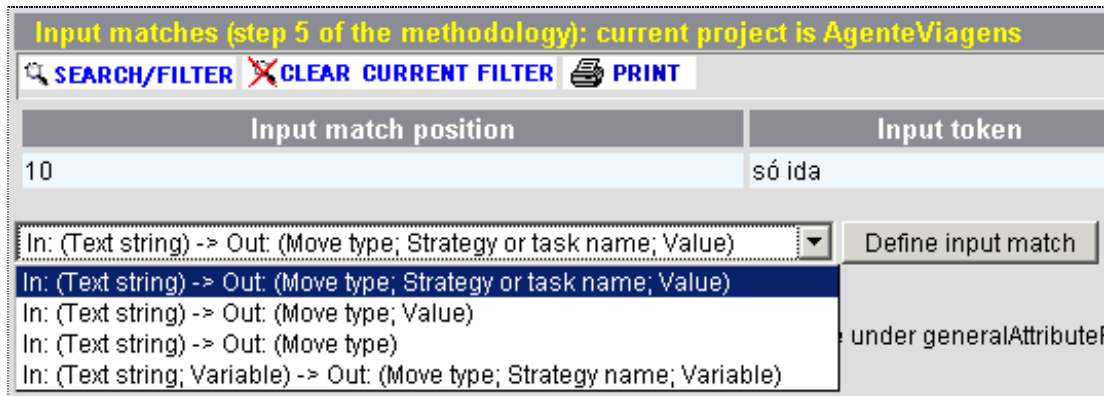 Input matches (step 5 of the methodology): current project is AgenteViagens
SEARCH/FILTER CLEAR CURRENT FILTER PRINT
Input match position Input token
10 só ida
In: (Text string) -> Out: (Move type; Strategy or task name; Value) Define input match
In: (Text string) -> Out: (Move type; Strategy or task name; Value)
In: (Text string) -> Out: (Move type; Value)
In: (Text string) -> Out: (Move type) under
In: (Text string; Variable) -> Out: (Move type; Strategy name; Variable)